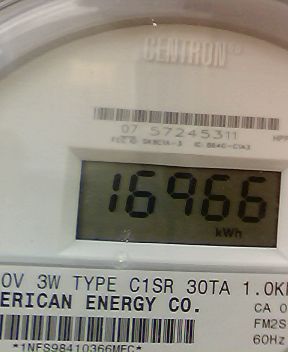 CENTRON®
07 57245311
16966
kWh
0V 3W TYPE C1SR 30TA 1.0K
ERICAN ENERGY CO.
CA 0
FM2S
60Hz
*1NFS98410366MFC*